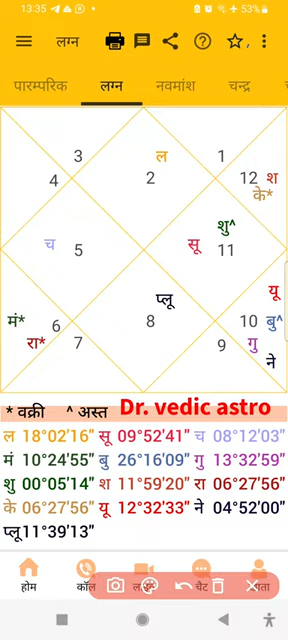 13:35 53%
लग्न
पारम्परिक लग्न नवमांश चन्द्र
3 ल 1
4 2 12 श
के*
शु^
च 5 सू 11
प्लू यू
मं* 6 8 10 बु^
रा* 7 9 गु
ने
* वक्री ^ अस्त Dr. vedic astro
ल 18°02'16" सू 09°52'41" च 08°12'03"
मं 10°24'55" बु 26°16'09" गु 13°32'59"
शु 00°05'14" श 11°59'20" रा 06°27'56"
के 06°27'56" यू 12°32'33" ने 04°52'00"
प्लू 11°39'13"
होम कॉल चैट